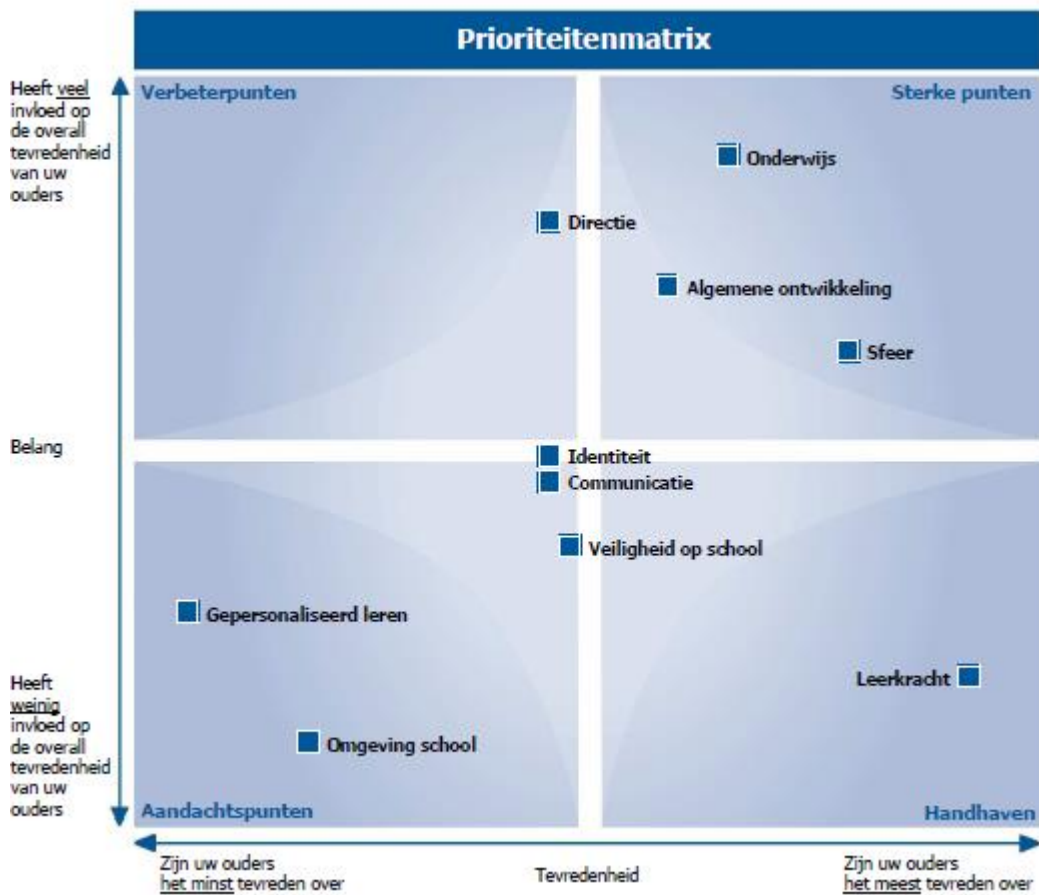 Prioriteitenmatrix
Heeft veel
invloed op
de overall
tevredenheid
van uw
ouders
Verbeterpunten
Sterke punten
Onderwijs
Directie
Algemene ontwikkeling
Sfeer
Belang
Identiteit
Communicatie
Veiligheid op school
Gepersonaliseerd leren
Leerkracht
Omgeving school
Heeft
weinig
invloed op
de overall
tevredenheid
van uw
ouders
Aandachtspunten
Handhaven
Zijn uw ouders
het minst tevreden over
Tevredenheid
Zijn uw ouders
het meest tevreden over